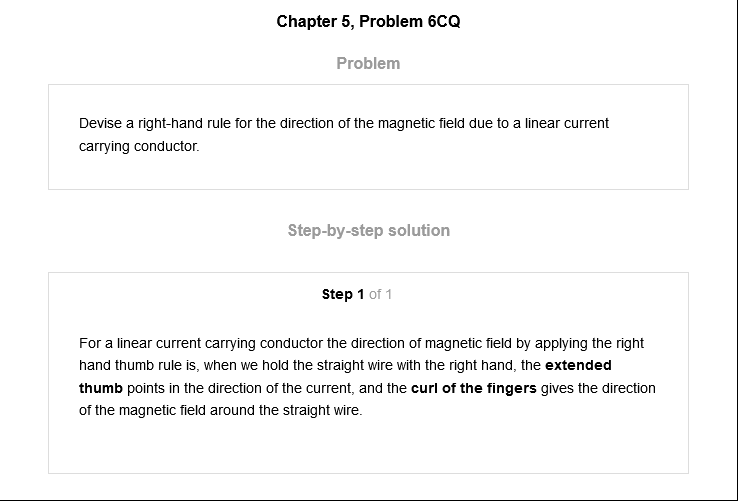 Chapter 5, Problem 6CQ
Problem
Devise a right-hand rule for the direction of the magnetic field due to a linear current
carrying conductor.
Step-by-step solution
Step 1 of 1
For a linear current carrying conductor the direction of magnetic field by applying the right
hand thumb rule is, when we hold the straight wire with the right hand, the extended
thumb points in the direction of the current, and the curl of the fingers gives the direction
of the magnetic field around the straight wire.